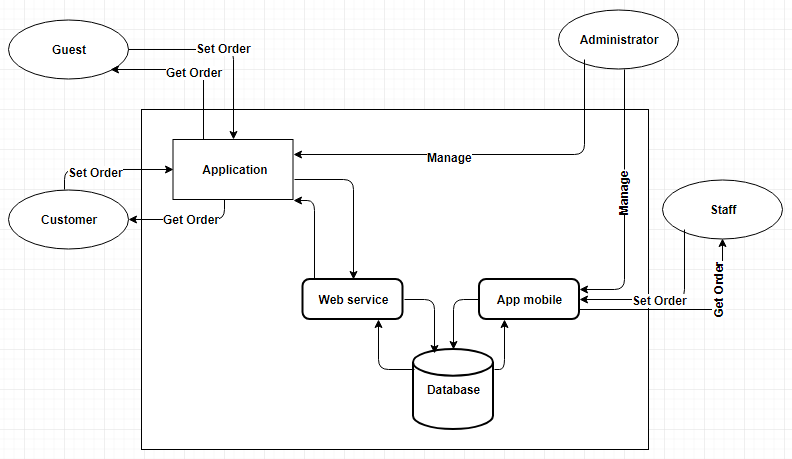 Guest
Set Order
Administrator
Get Order
Manage
Application
Set Order
Manage
Customer
Get Order
Staff
Web service
App mobile
Set Order
Get Order
Database